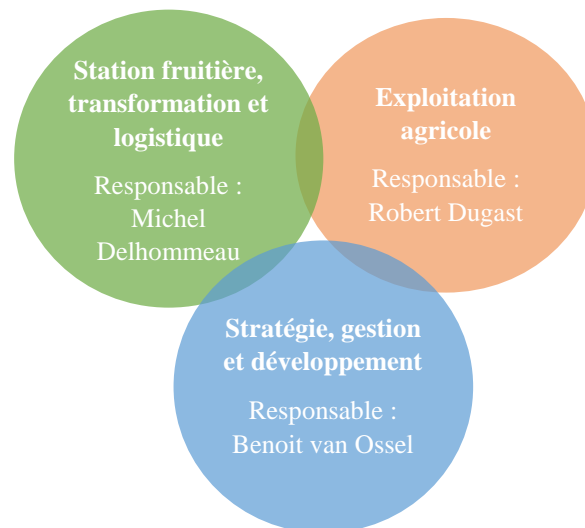 Station fruitière,
transformation et
logistique
Responsable :
Michel
Delhommeau
Exploitation
agricole
Responsable :
Robert Dugast
Stratégie, gestion
et développement
Responsable :
Benoit van Ossel